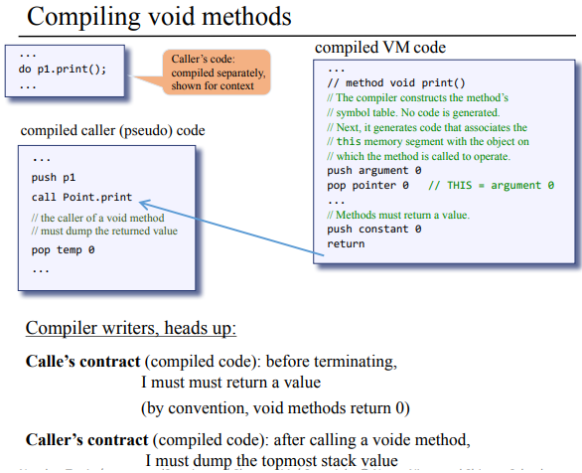 Compiling void methods
...
do p1.print();
...
Caller's code:
compiled separately,
shown for context
compiled caller (pseudo) code
...
push p1
call Point.print
// the caller of a void method
// must dump the returned value
pop temp 0
...
compiled VM code
...
// method void print()
// The compiler constructs the method's
// symbol table. No code is generated.
// Next, it generates code that associates the
// this memory segment with the object on
// which the method is called to operate.
push argument 0
pop pointer 0 // THIS = argument 0
...
// Methods must return a value.
push constant 0
return
Compiler writers, heads up:
Calle's contract (compiled code): before terminating,
I must must return a value
(by convention, void methods return 0)
Caller's contract (compiled code): after calling a voide method,
I must dump the topmost stack value